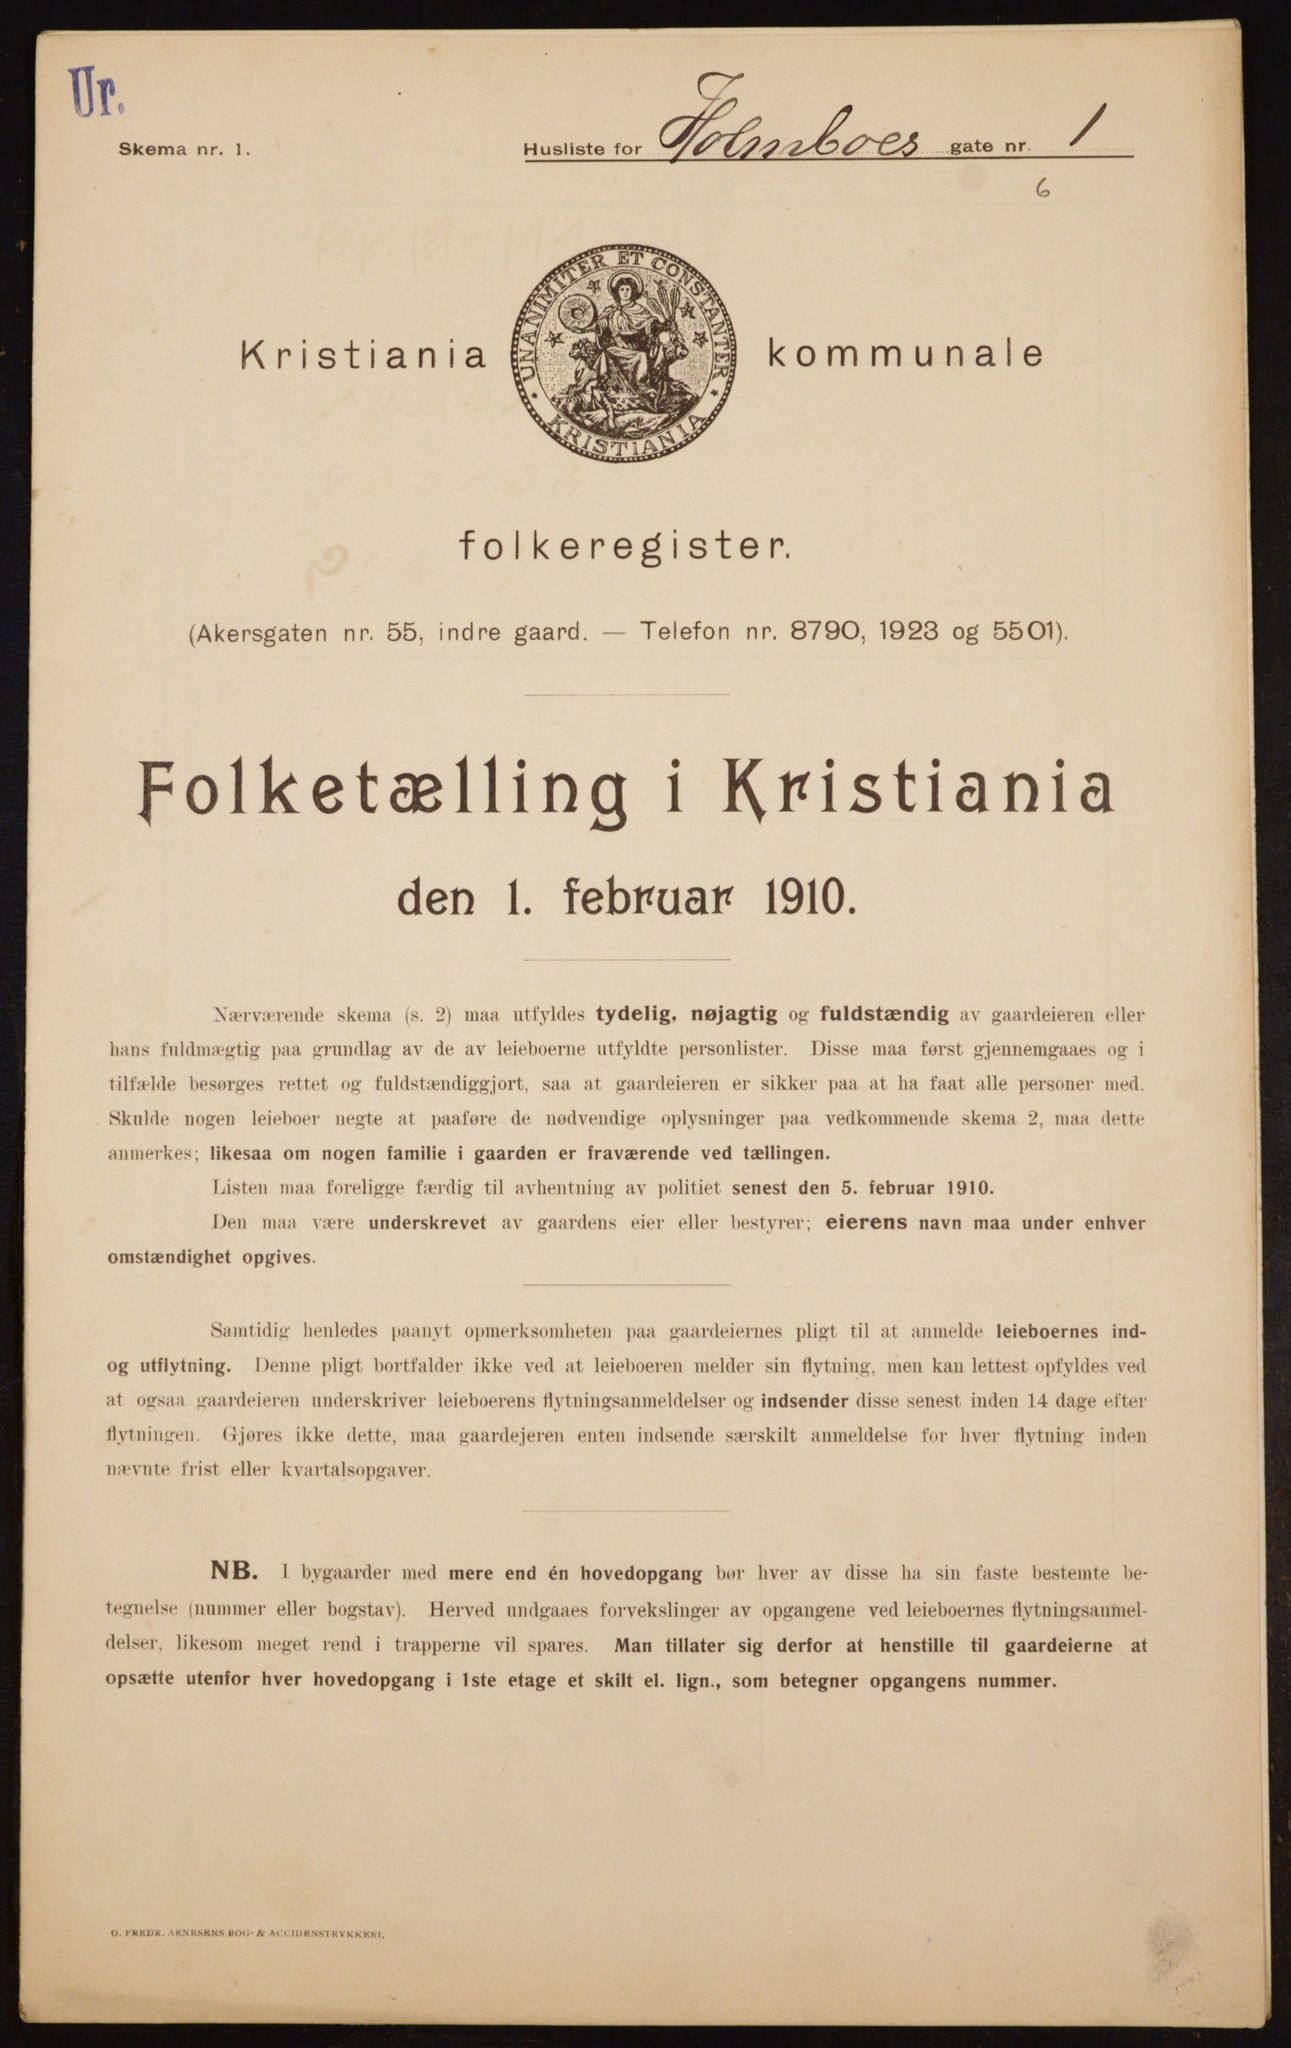 Ur.
Skema nr. 1.
Husliste for Holmboes gate nr. 1
6
UNANIMITER ET CONSTANTER
KRISTIANIA
Kristiania kommunale
folkeregister.
(Akersgaten nr. 55, indre gaard. — Telefon nr. 8790, 1923 og 5501).
Folketælling i Kristiania
den 1. februar 1910.
Nærværende skema (s. 2) maa utfyldes tydelig, nøjagtig og fuldstændig av gaardeieren eller
hans fuldmægtig paa grundlag av de av leieboerne utfyldte personlister. Disse maa først gjennemgaaes og i
tilfælde besørges rettet og fuldstændiggjort, saa at gaardeieren er sikker paa at ha faat alle personer med.
Skulde nogen leieboer negte at paaføre de nødvendige oplysninger paa vedkommende skema 2, maa dette
anmerkes; likesaa om nogen familie i gaarden er fraværende ved tællingen.
Listen maa foreligge færdig til avhentning av politiet senest den 5. februar 1910.
Den maa være underskrevet av gaardens eier eller bestyrer; eierens navn maa under enhver
omstændighet opgives.
Samtidig henledes paanyt opmerksomheten paa gaardeiernes pligt til at anmelde leieboernes ind-
og utflytning. Denne pligt bortfalder ikke ved at leieboeren melder sin flytning, men kan lettest opfyldes ved
at ogsaa gaardeieren underskriver leieboerens flytningsanmeldelser og indsender disse senest inden 14 dage efter
flytningen. Gjøres ikke dette, maa gaardejeren enten indsende særskilt anmeldelse for hver flytning inden
nævnte frist eller kvartalsopgaver.
NB. I bygaarder med mere end én hovedopgang bør hver av disse ha sin faste bestemte be-
tegnelse (nummer eller bogstav). Herved undgaaes forvekslinger av opgangene ved leieboernes flytningsanmel-
delser, likesom meget rend i trapperne vil spares. Man tillater sig derfor at henstille til gaardeierne at
opsætte utenfor hver hovedopgang i 1ste etage et skilt el. lign., som betegner opgangens nummer.
O. FREDK. ARNESENS BOG- & ACCIDENSTRYKKERI.